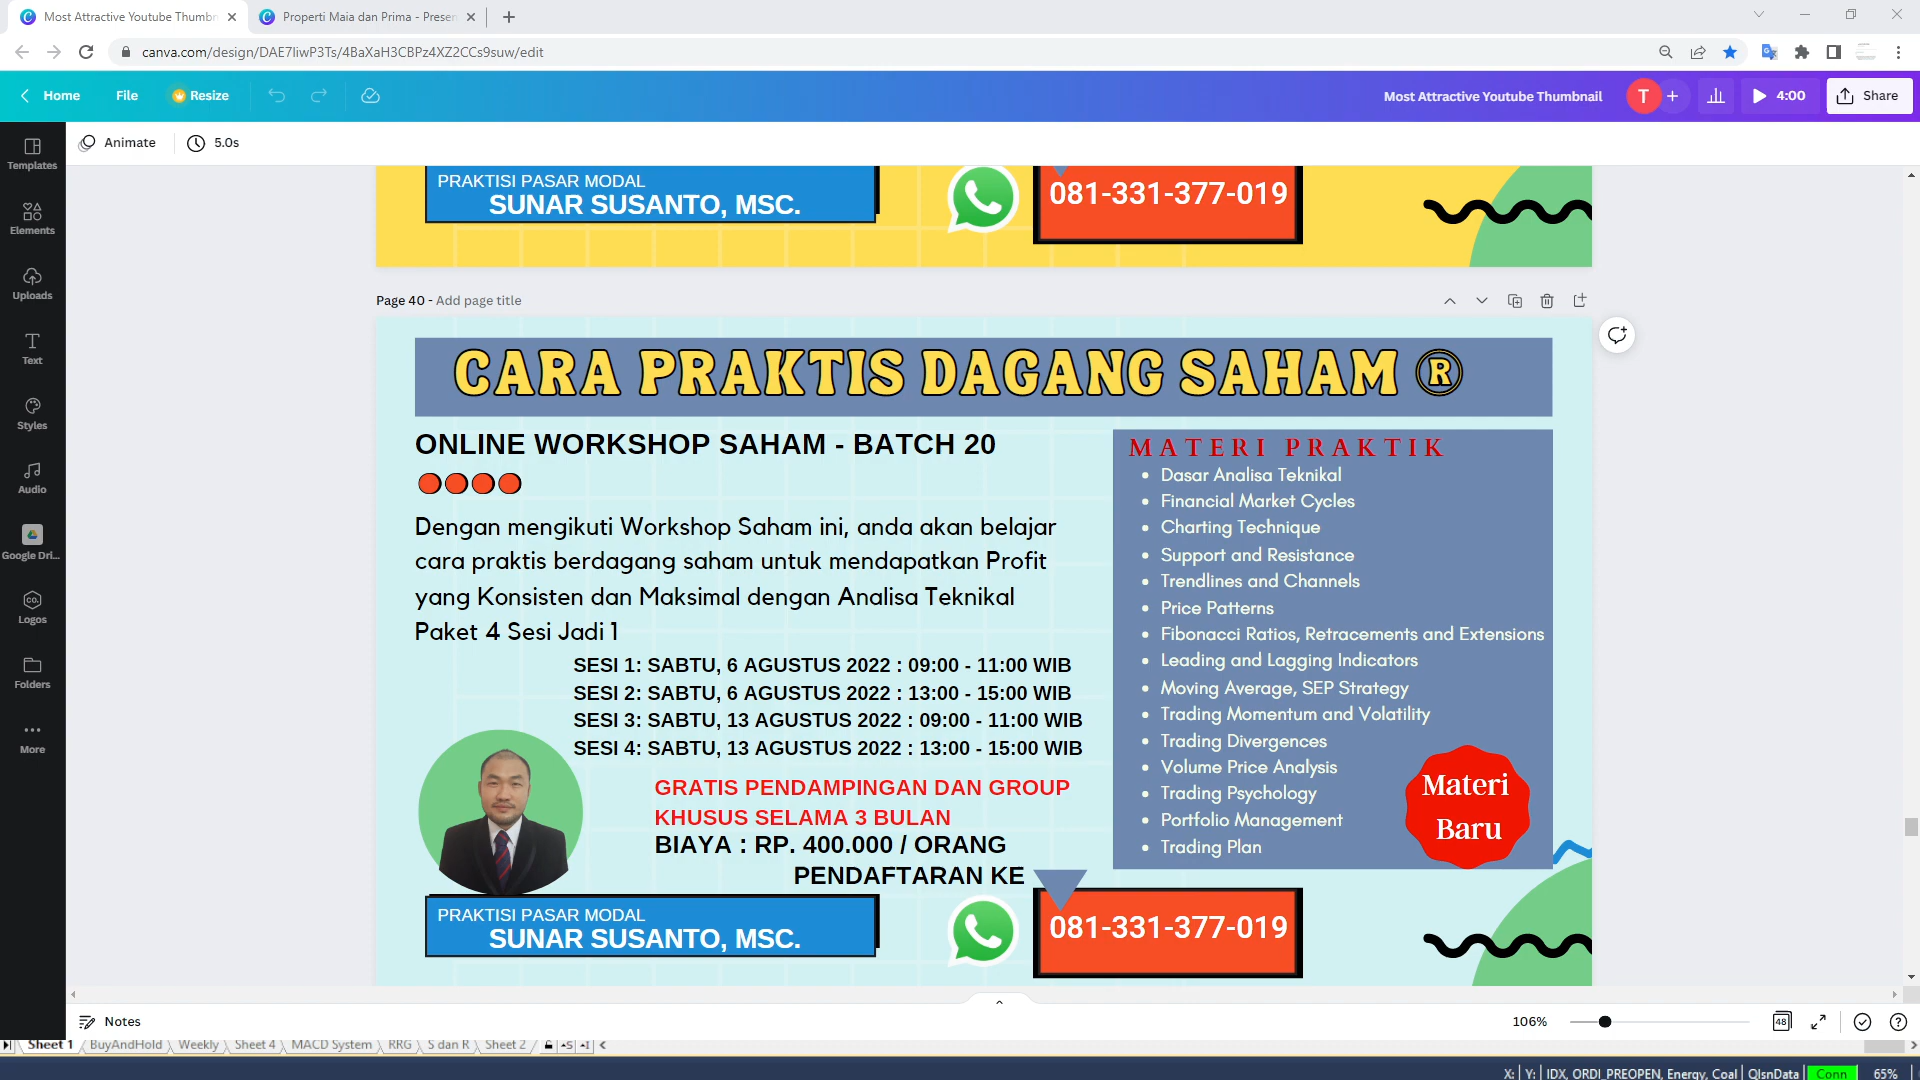 Most Attractive Youtube Thumbn
Properti Maia dan Prima - Presen
canva.com/design/DAE7liwP3Ts/4BaXaH3CBPz4XZ2CCs9suw/edit
Home
File
Resize
Most Attractive Youtube Thumbnail
T
4:00
Share
Animate
5.0s
Templates
Elements
Uploads
Text
Styles
Audio
Google Dri...
Logos
Folders
More
PRAKTISI PASAR MODAL
SUNAR SUSANTO, MSC.
081-331-377-019
Page 40 - Add page title
CARA PRAKTIS DAGANG SAHAM ®
ONLINE WORKSHOP SAHAM - BATCH 20
Dengan mengikuti Workshop Saham ini, anda akan belajar
cara praktis berdagang saham untuk mendapatkan Profit
yang Konsisten dan Maksimal dengan Analisa Teknikal
Paket 4 Sesi Jadi 1
SESI 1: SABTU, 6 AGUSTUS 2022 : 09:00 - 11:00 WIB
SESI 2: SABTU, 6 AGUSTUS 2022 : 13:00 - 15:00 WIB
SESI 3: SABTU, 13 AGUSTUS 2022 : 09:00 - 11:00 WIB
SESI 4: SABTU, 13 AGUSTUS 2022 : 13:00 - 15:00 WIB
GRATIS PENDAMPINGAN DAN GROUP
KHUSUS SELAMA 3 BULAN
BIAYA : RP. 400.000 / ORANG
PENDAFTARAN KE
PRAKTISI PASAR MODAL
SUNAR SUSANTO, MSC.
081-331-377-019
MATERI PRAKTIK
Dasar Analisa Teknikal
Financial Market Cycles
Charting Technique
Support and Resistance
Trendlines and Channels
Price Patterns
Fibonacci Ratios, Retracements and Extensions
Leading and Lagging Indicators
Moving Average, SEP Strategy
Trading Momentum and Volatility
Trading Divergences
Volume Price Analysis
Trading Psychology
Portfolio Management
Trading Plan
Materi
Baru
Notes
106%
48
Sheet 1 BuyAndHold Weekly Sheet 4 MACD System RRG S dan R Sheet 2
X: Y: IDX, ORDI_PREOPEN, Energy, Coal QlsnData Conn 65%